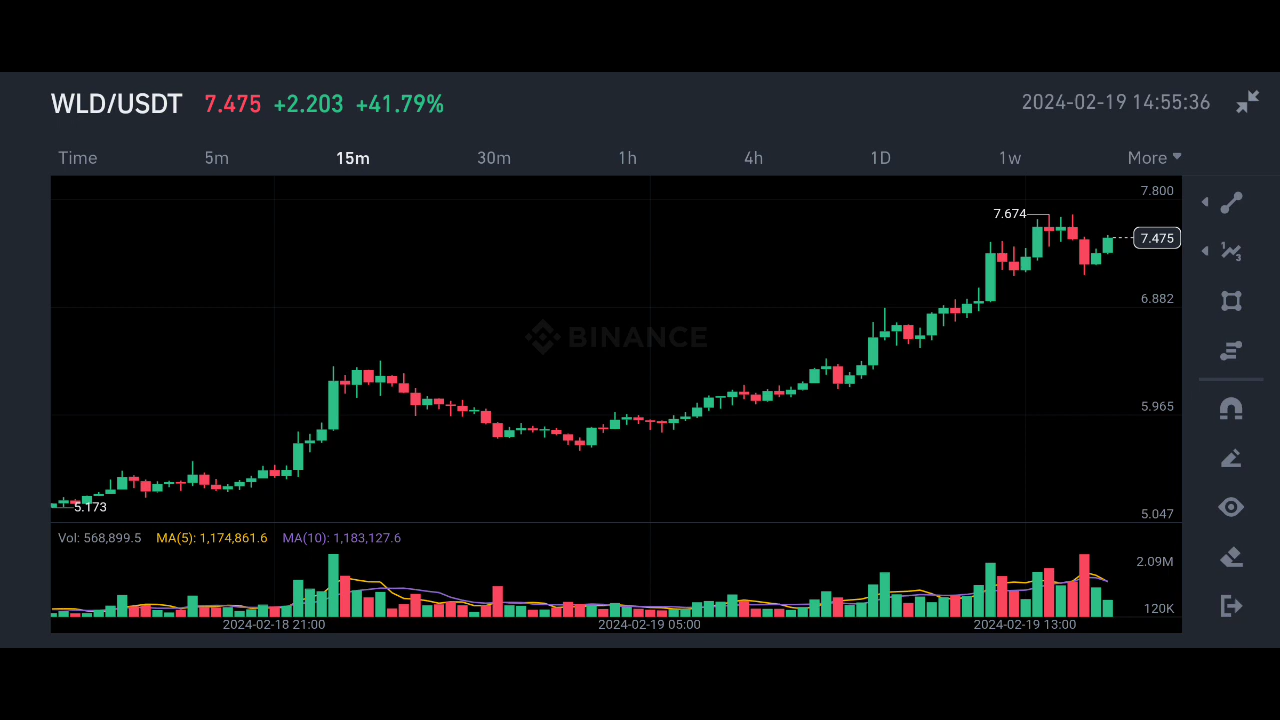 WLD/USDT 7.475 +2.203 +41.79% 2024-02-19 14:55:36
Time 5m 15m 30m 1h 4h 1D 1w More
7.800
7.674
7.475
6.882
BINANCE
5.965
5.173
5.047
Vol: 568,899.5 MA(5): 1,174,861.6 MA(10): 1,183,127.6
2.09M
120K
2024-02-18 21:00 2024-02-19 05:00 2024-02-19 13:00